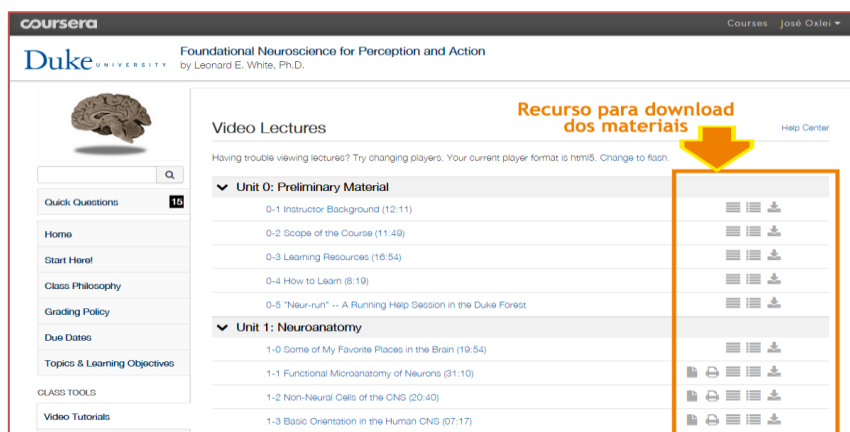 coursera
Courses José Oxlei
Duke UNIVERSITY
Foundational Neuroscience for Perception and Action
by Leonard E. White, Ph.D.
Recurso para download
dos materiais
Video Lectures
Help Center
Having trouble viewing lectures? Try changing players. Your current player format is html5. Change to flash.
Unit 0: Preliminary Material
Quick Questions 15
0-1 Instructor Background (12:11)
Home
0-2 Scope of the Course (11:49)
Start Here!
0-3 Learning Resources (16:54)
Class Philosophy
0-4 How to Learn (8:19)
Grading Policy
0-5 "Neur-run" -- A Running Help Session in the Duke Forest
Due Dates
Unit 1: Neuroanatomy
Topics & Learning Objectives
1-0 Some of My Favorite Places in the Brain (19:54)
1-1 Functional Microanatomy of Neurons (31:10)
CLASS TOOLS
1-2 Non-Neural Cells of the CNS (20:40)
Video Tutorials
1-3 Basic Orientation in the Human CNS (07:17)